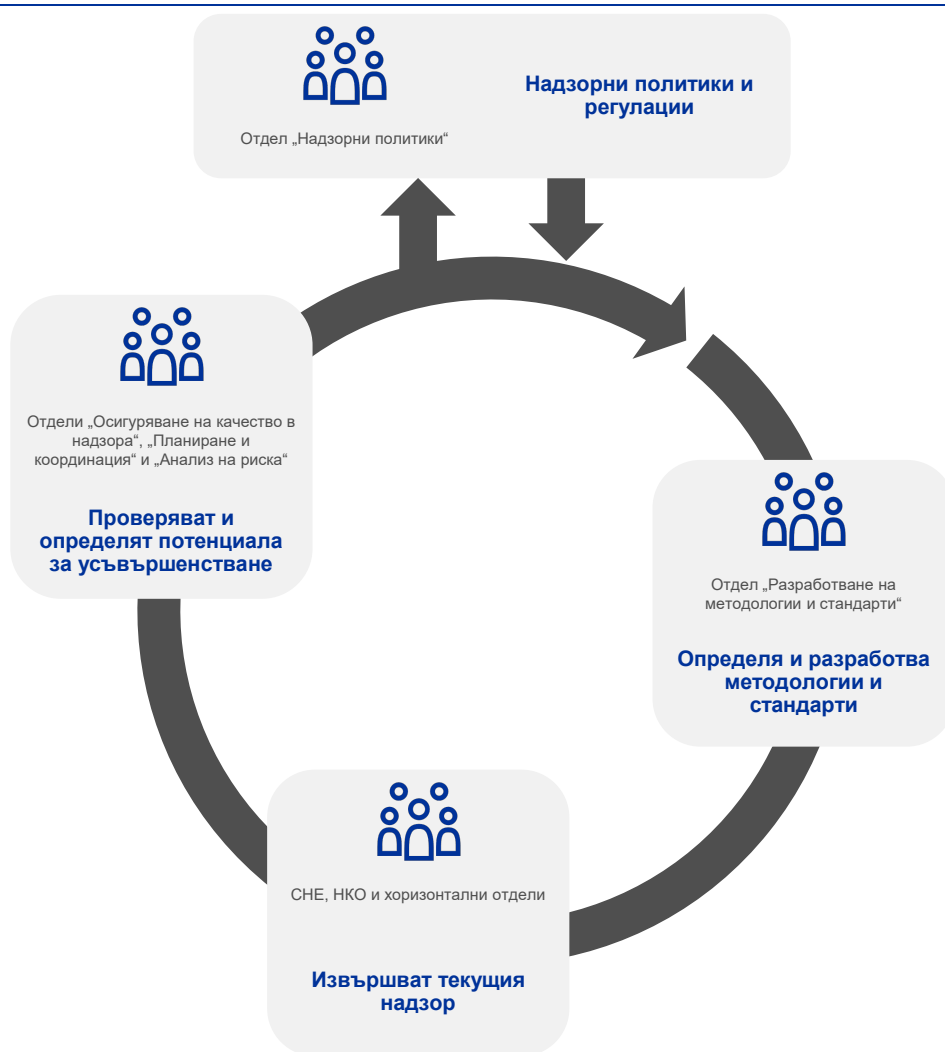 Надзорни политики и
регулации
Отдел „Надзорни политики“
Отдели „Осигуряване на качество в
надзора“, „Планиране и
координация“ и „Анализ на риска“
Проверяват и
определят потенциала
за усъвършенстване
Отдел „Разработване на
методологии и стандарти“
Определя и разработва
методологии и
стандарти
СНЕ, НКО и хоризонтални отдели
Извършват текущия
надзор